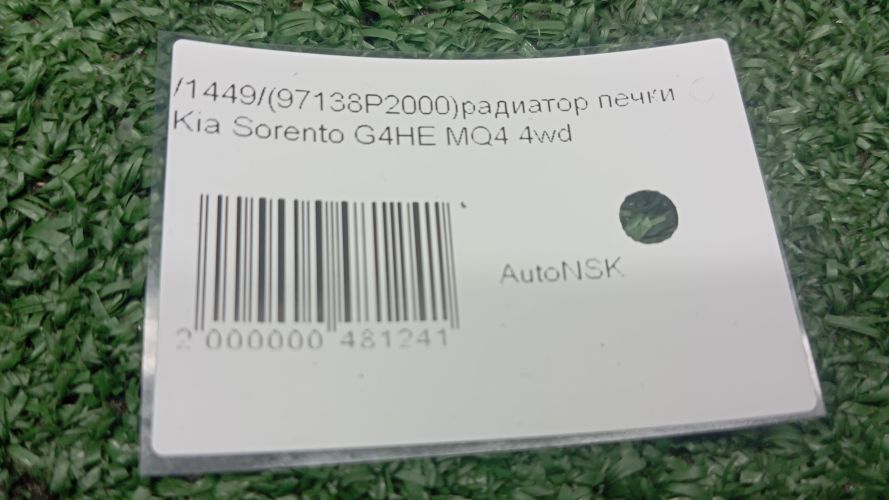 /1449/(97138P2000)радиатор печки
Kia Sorento G4HE MQ4 4wd
AutoNSK
2 000000 481241